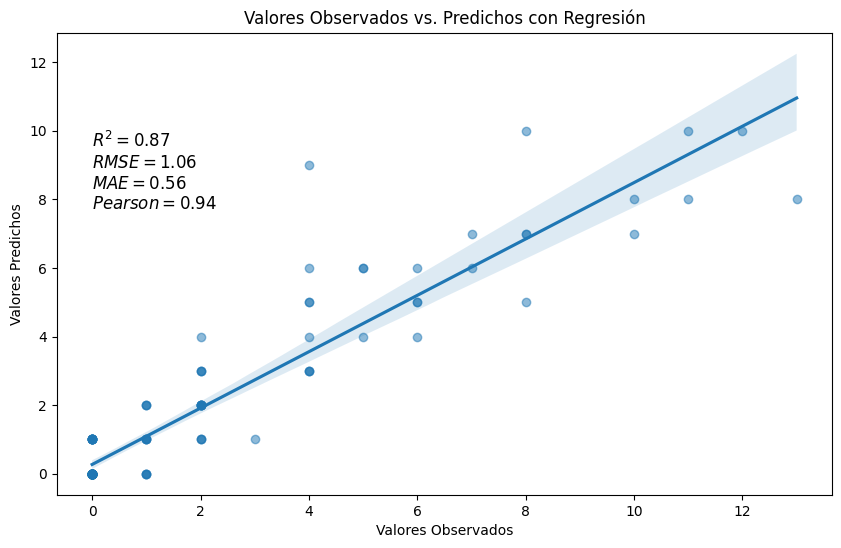 Valores Observados vs. Predichos con Regresión
12
10
8
6
4
2
0
R² = 0.87
RMSE = 1.06
MAE = 0.56
Pearson = 0.94
Valores Predichos
0 2 4 6 8 10 12
Valores Observados